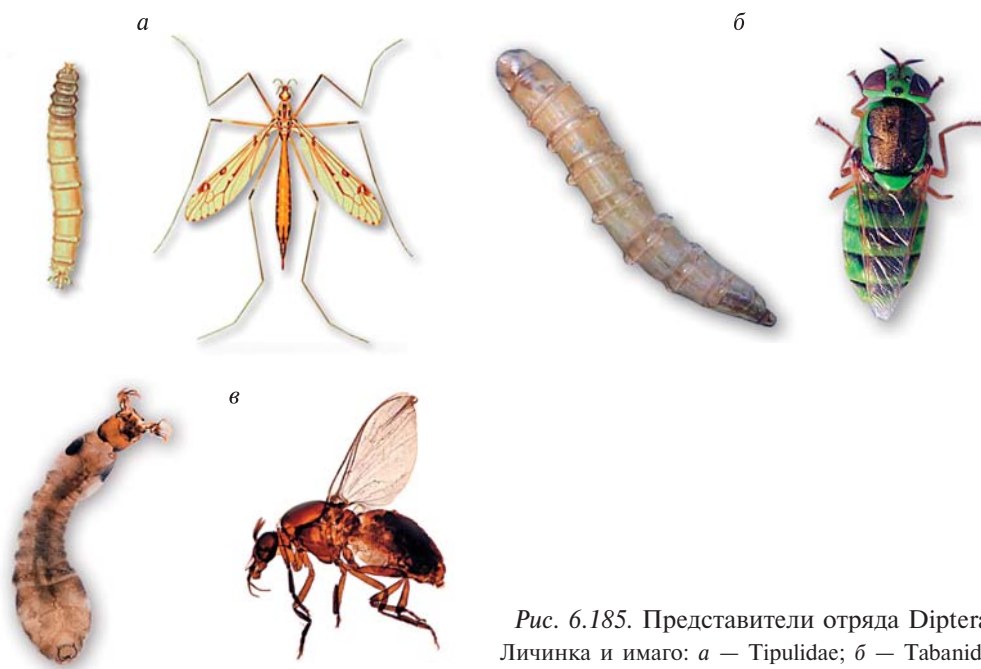 а
б
в
Рис. 6.185. Представители отряда Diptera
Личинка и имаго: а — Tipulidae; б — Tabanid